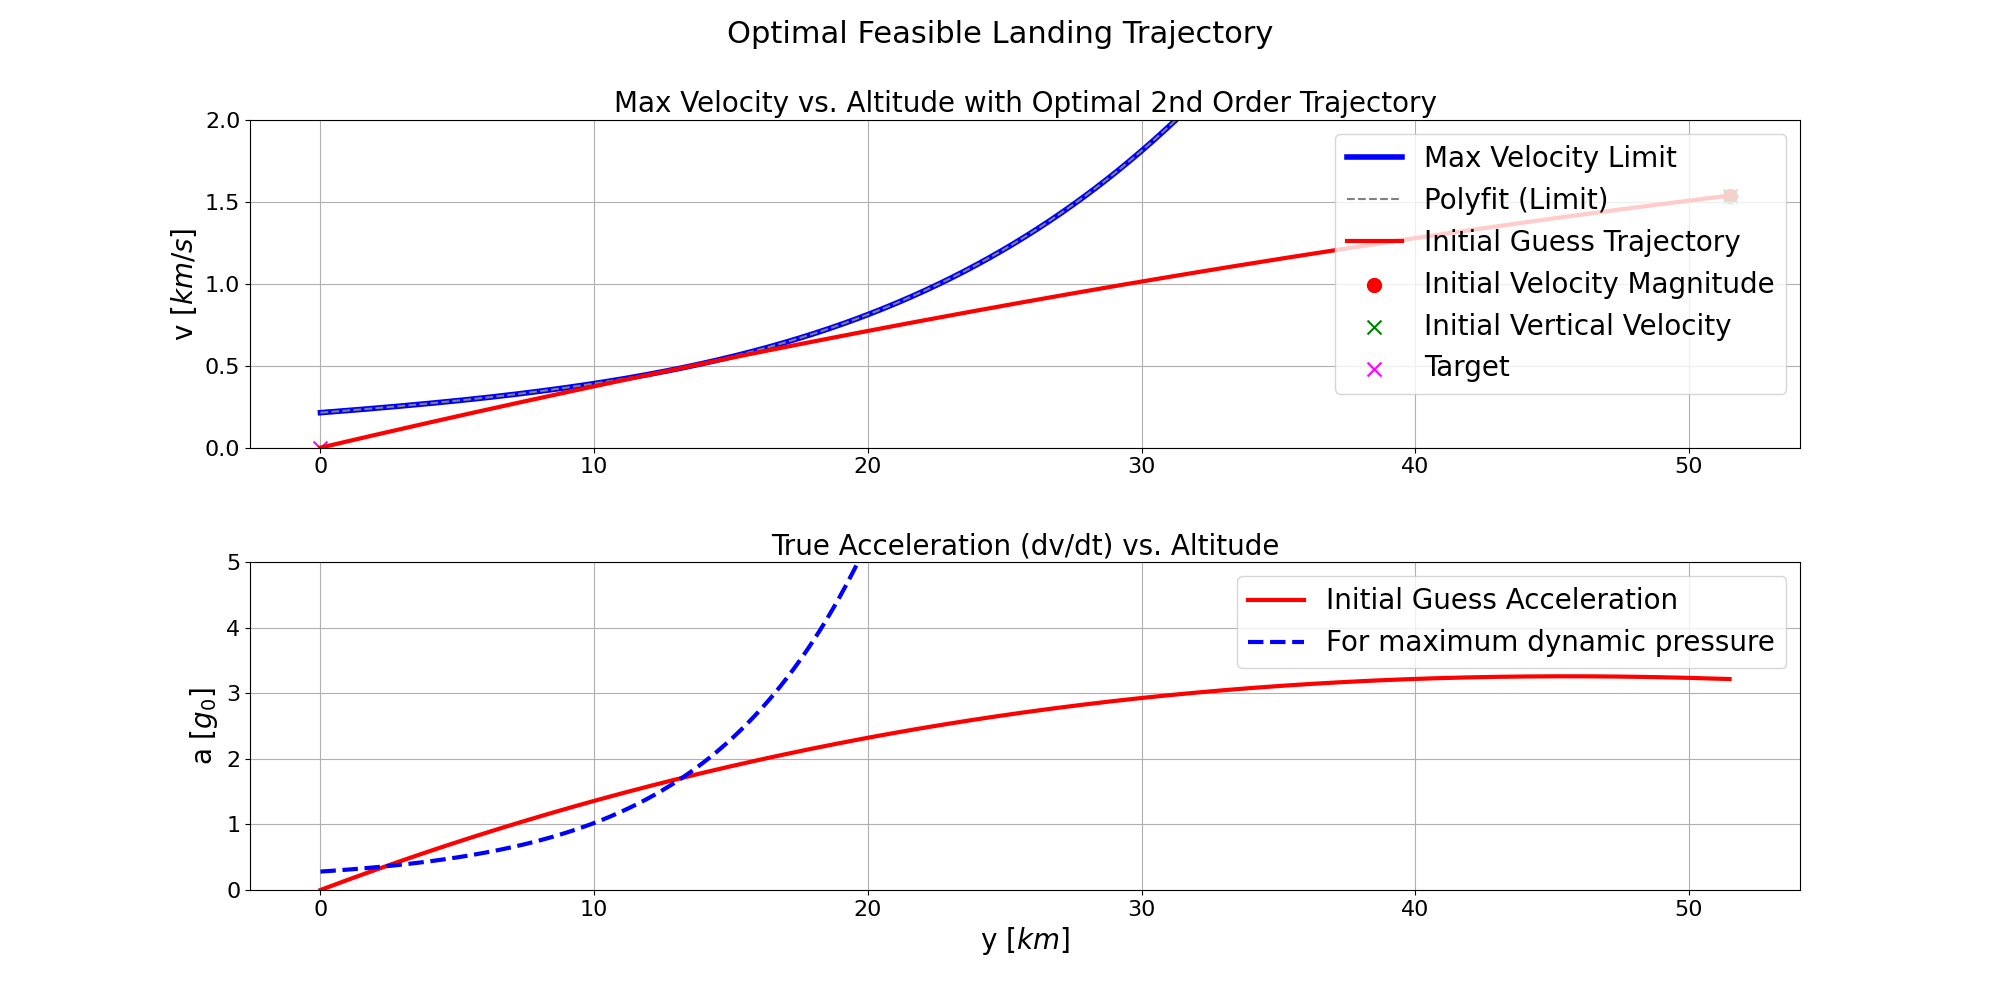 Optimal Feasible Landing Trajectory
Max Velocity vs. Altitude with Optimal 2nd Order Trajectory
2.0
1.5
1.0
0.5
0.0
v [km/s]
Max Velocity Limit
Polyfit (Limit)
Initial Guess Trajectory
Initial Velocity Magnitude
Initial Vertical Velocity
Target
0 10 20 30 40 50
True Acceleration (dv/dt) vs. Altitude
5
4
3
2
1
0
a [g₀]
Initial Guess Acceleration
For maximum dynamic pressure
0 10 20 30 40 50
y [km]